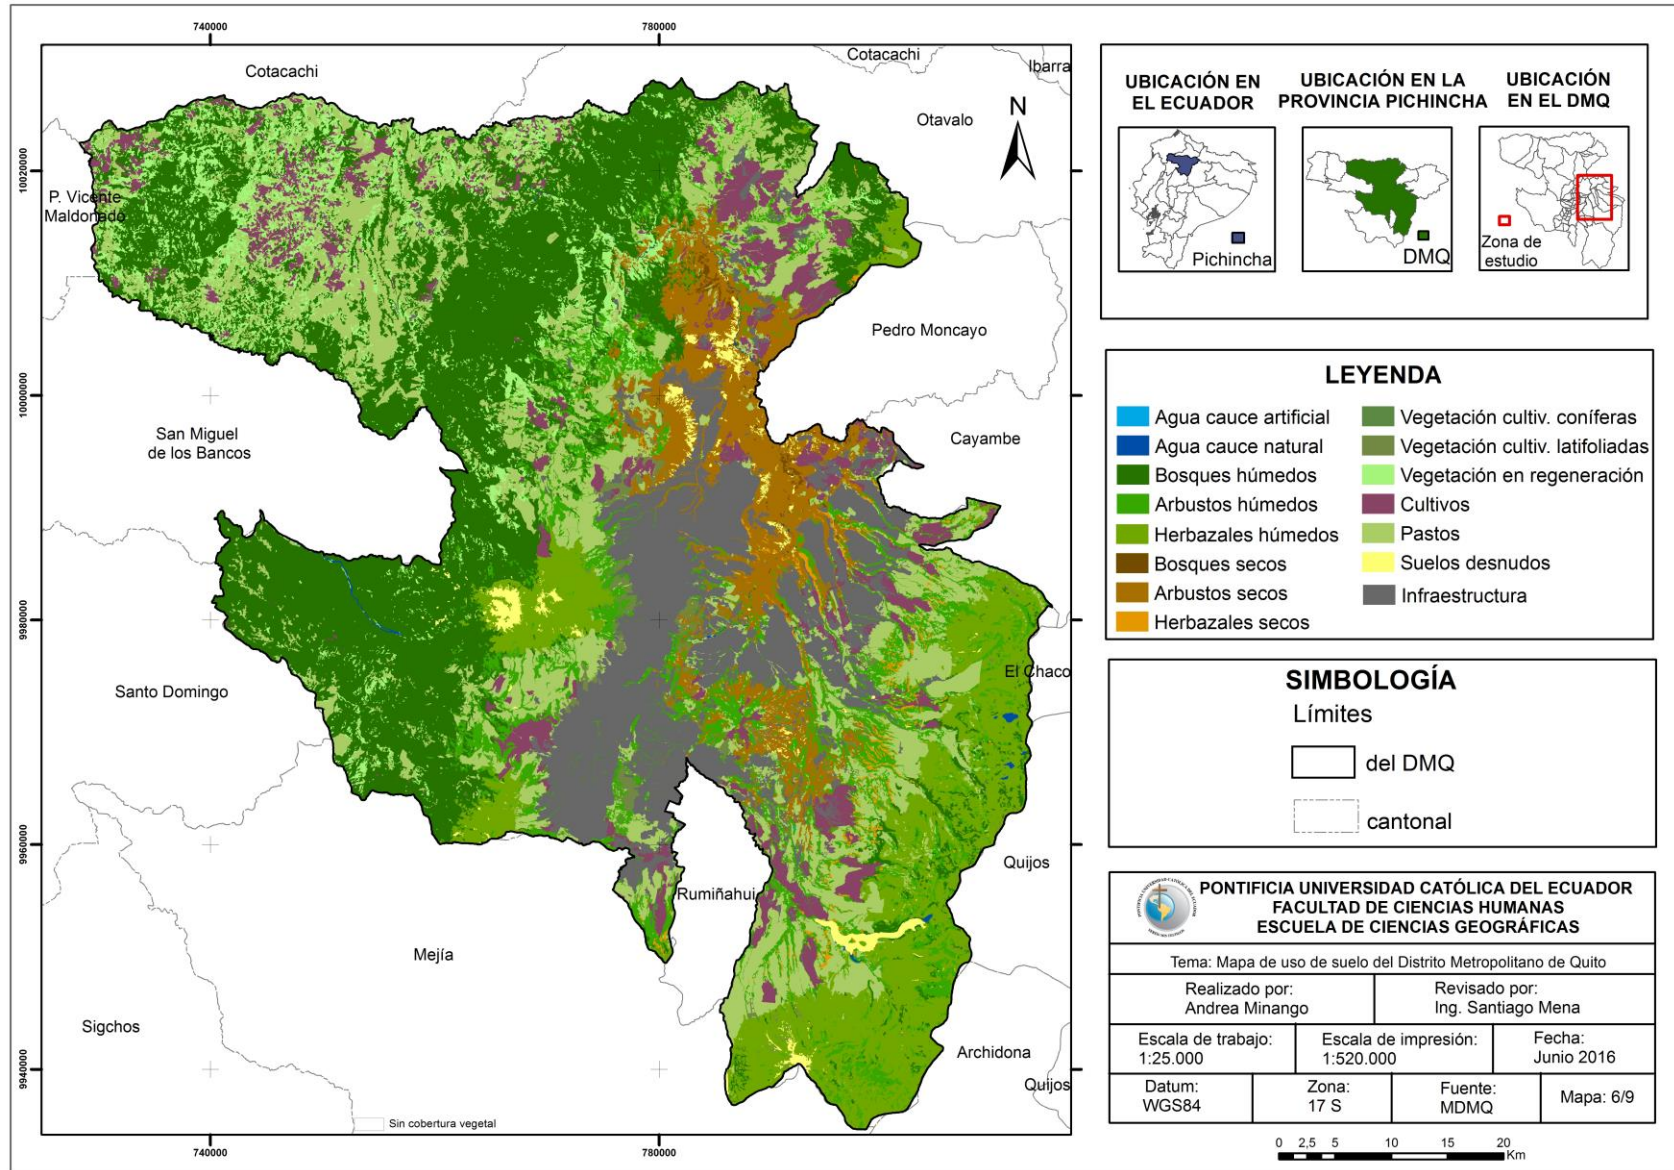 740000
780000
Cotacachi
Cotacachi
Ibarra
Otavalo
N
P. Vicente
Maldonado
Pedro Moncayo
San Miguel
de los Bancos
Cayambe
Santo Domingo
El Chaco
Quijos
Rumiñahui
Mejía
Sigchos
Archidona
Quijos
Sin cobertura vegetal
10020000
10000000
9980000
9960000
9940000
740000
780000
UBICACIÓN EN
EL ECUADOR
UBICACIÓN EN LA
PROVINCIA PICHINCHA
UBICACIÓN
EN EL DMQ
Pichincha
DMQ
Zona de
estudio
LEYENDA
Agua cauce artificial
Agua cauce natural
Bosques húmedos
Arbustos húmedos
Herbazales húmedos
Bosques secos
Arbustos secos
Herbazales secos
Vegetación cultiv. coníferas
Vegetación cultiv. latifoliadas
Vegetación en regeneración
Cultivos
Pastos
Suelos desnudos
Infraestructura
SIMBOLOGÍA
Límites
del DMQ
cantonal
PONTIFICIA UNIVERSIDAD CATÓLICA DEL ECUADOR
FACULTAD DE CIENCIAS HUMANAS
ESCUELA DE CIENCIAS GEOGRÁFICAS
Tema: Mapa de uso de suelo del Distrito Metropolitano de Quito
Realizado por:
Andrea Minango
Revisado por:
Ing. Santiago Mena
Escala de trabajo:
1:25.000
Escala de impresión:
1:520.000
Fecha:
Junio 2016
Datum:
WGS84
Zona:
17 S
Fuente:
MDMQ
Mapa: 6/9
0 2,5 5 10 15 20
Km